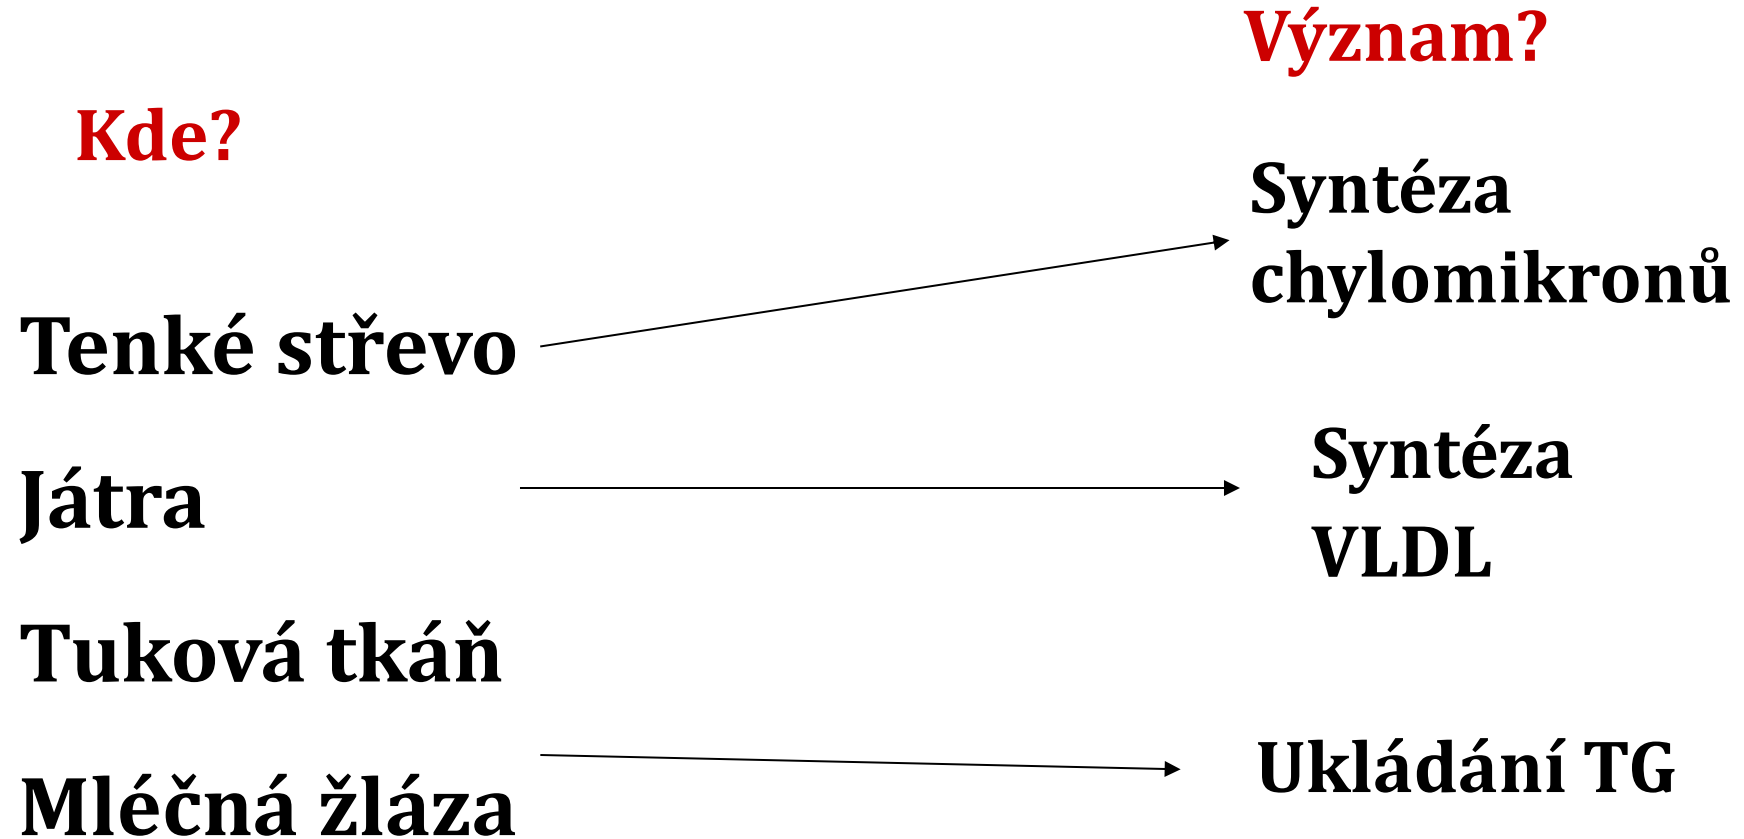 Kde?
Tenké střevo
Játra
Tuková tkáň
Mléčná žláza
Význam?
Syntéza
chylomikronů
Syntéza
VLDL
Ukládání TG